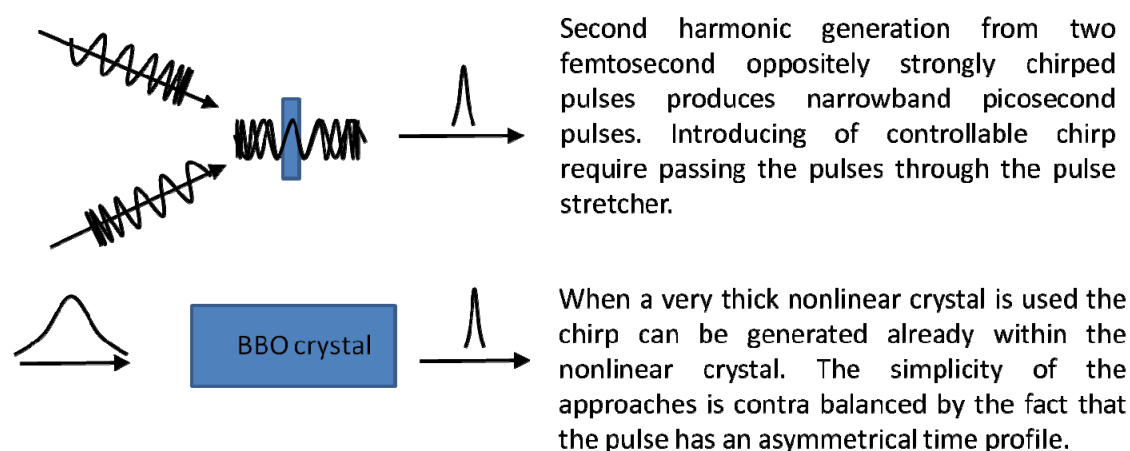 Second harmonic generation from two
femtosecond oppositely strongly chirped
pulses produces narrowband picosecond
pulses. Introducing of controllable chirp
require passing the pulses through the pulse
stretcher.
BBO crystal
When a very thick nonlinear crystal is used the
chirp can be generated already within the
nonlinear crystal. The simplicity of the
approaches is contra balanced by the fact that
the pulse has an asymmetrical time profile.